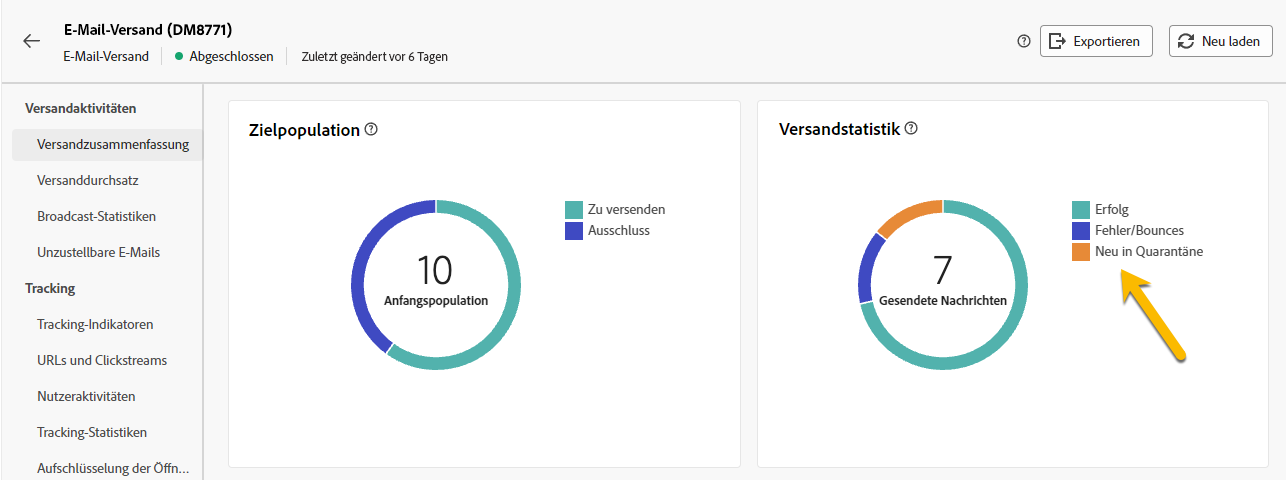 E-Mail-Versand (DM8771)
E-Mail-Versand Abgeschlossen Zuletzt geändert vor 6 Tagen
Exportieren
Neu laden
Versandaktivitäten
Versandzusammenfassung
Versanddurchsatz
Broadcast-Statistiken
Unzustellbare E-Mails
Tracking
Tracking-Indikatoren
URLs und Clickstreams
Nutzeraktivitäten
Tracking-Statistiken
Aufschlüsselung der Öffn...
Zielpopulation
10
Anfangspopulation
Zu versenden
Ausschluss
Versandstatistik
7
Gesendete Nachrichten
Erfolg
Fehler/Bounces
Neu in Quarantäne